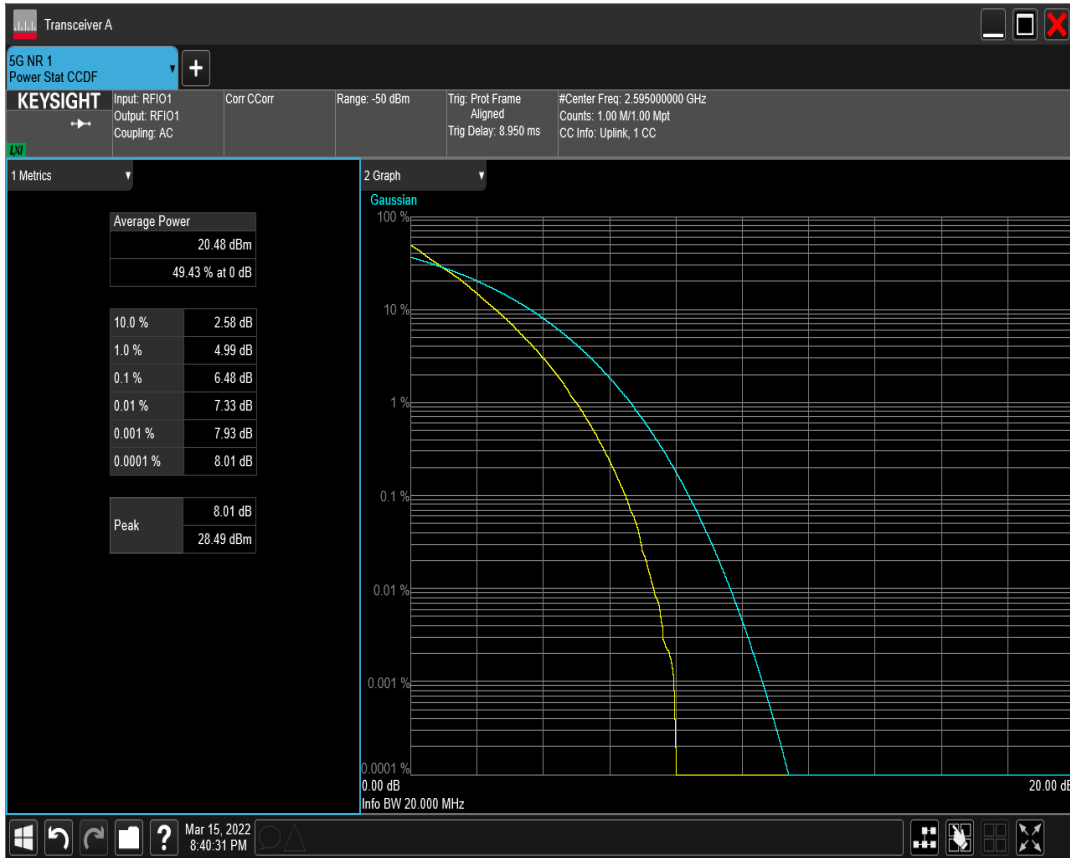 Transceiver A
5G NR 1
Power Stat CCDF
+
KEYSIGHT
LXI
Input: RFIO1
Output: RFIO1
Coupling: AC
Corr CCorr
Range: -50 dBm
Trig: Prot Frame
Aligned
Trig Delay: 8.950 ms
#Center Freq: 2.595000000 GHz
Counts: 1.00 M/1.00 Mpt
CC Info: Uplink, 1 CC
1 Metrics
Average Power
20.48 dBm
49.43 % at 0 dB
10.0 % 2.58 dB
1.0 % 4.99 dB
0.1 % 6.48 dB
0.01 % 7.33 dB
0.001 % 7.93 dB
0.0001 % 8.01 dB
Peak
8.01 dB
28.49 dBm
2 Graph
Gaussian
100 %
10 %
1 %
0.1 %
0.01 %
0.001 %
0.0001 %
0.00 dB
20.00 dB
Info BW 20.000 MHz
?
Mar 15, 2022
8:40:31 PM